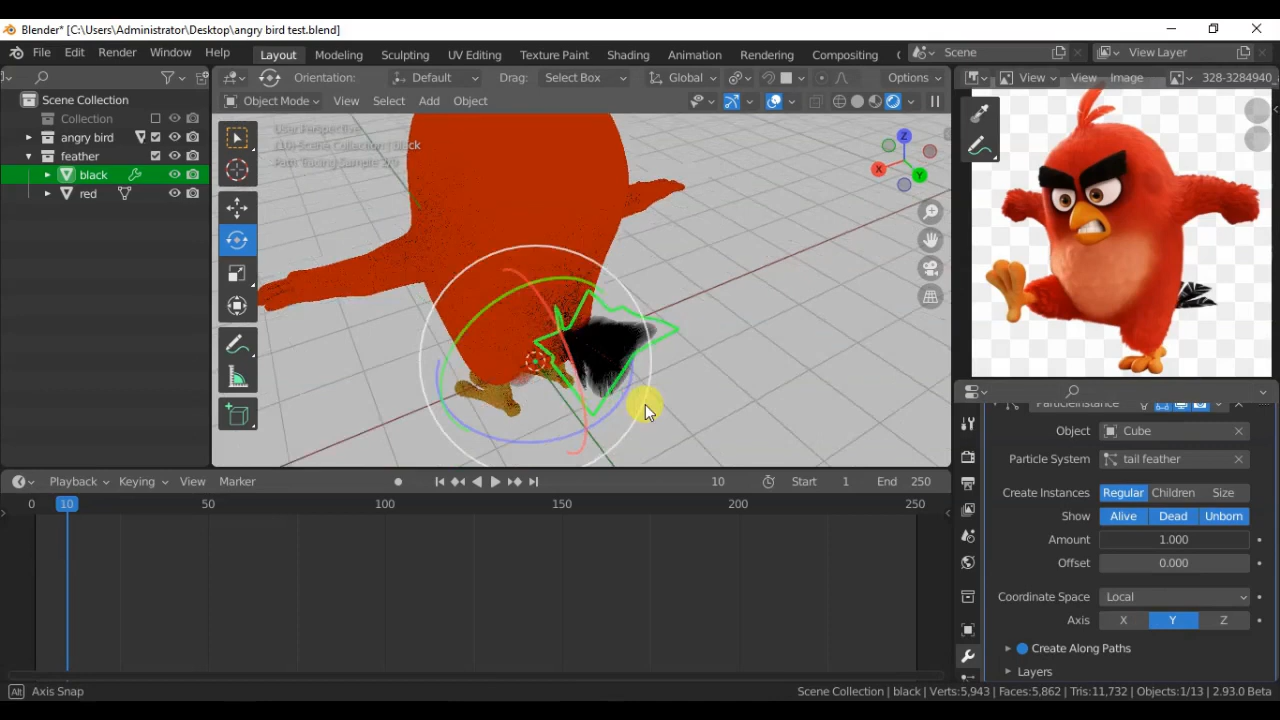 Blender* [C:\Users\Administrator\Desktop\angry bird test.blend]
File Edit Render Window Help
Layout Modeling Sculpting UV Editing Texture Paint Shading Animation Rendering Compositing
Scene
View Layer
Orientation: Default Drag: Select Box Global Options
View View Image 328-3284940
Object Mode View Select Add Object
Scene Collection
Collection
angry bird
feather
black
red
User Perspective
(10) Scene Collection | black
Z
X
Y
ParticleInstance
Object Cube
Particle System tail feather
Create Instances Regular Children Size
Show Alive Dead Unborn
Amount 1.000
Offset 0.000
Coordinate Space Local
Axis X Y Z
Create Along Paths
Layers
Playback Keying View Marker
10 Start 1 End 250
0 10 50 100 150 200 250
Alt Axis Snap
Scene Collection | black | Verts:5,943 | Faces:5,862 | Tris:11,732 | Objects:1/13 | 2.93.0 Beta